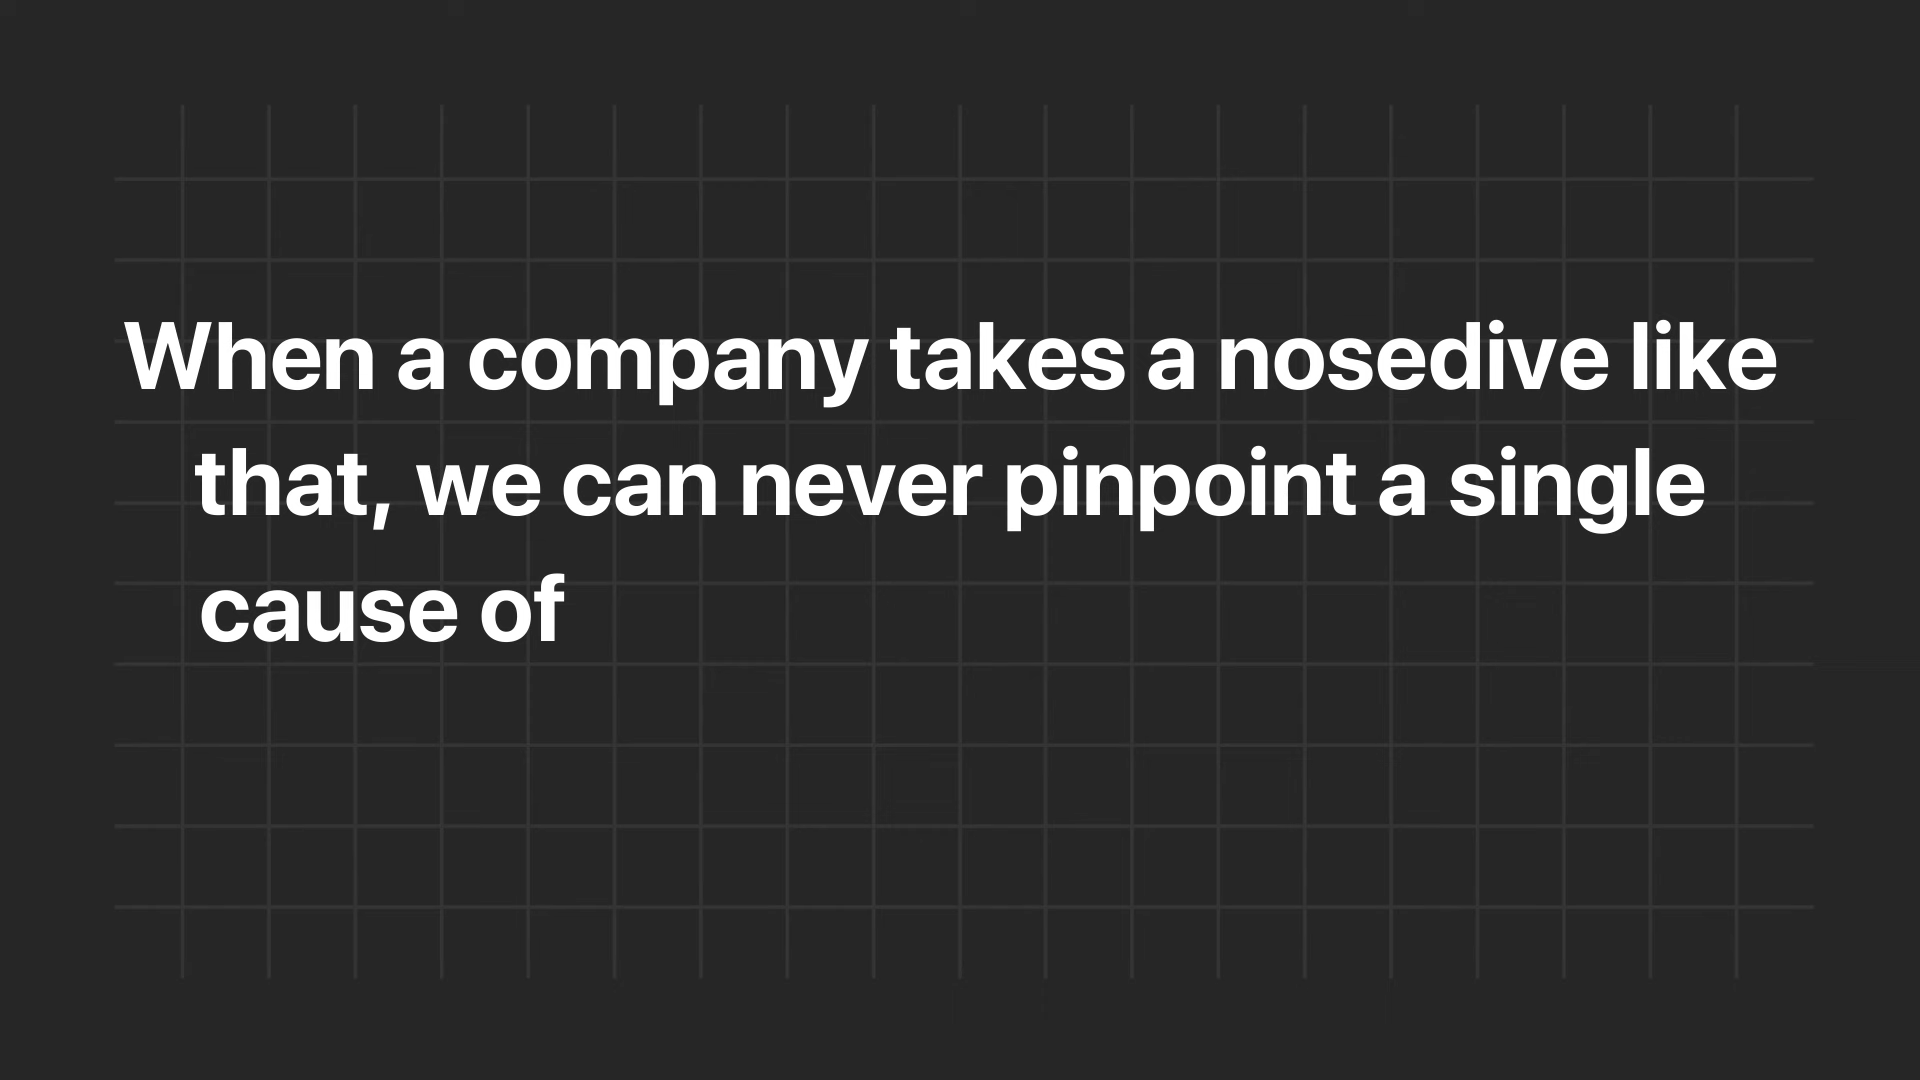 When a company takes a nosedive like
that, we can never pinpoint a single
cause of